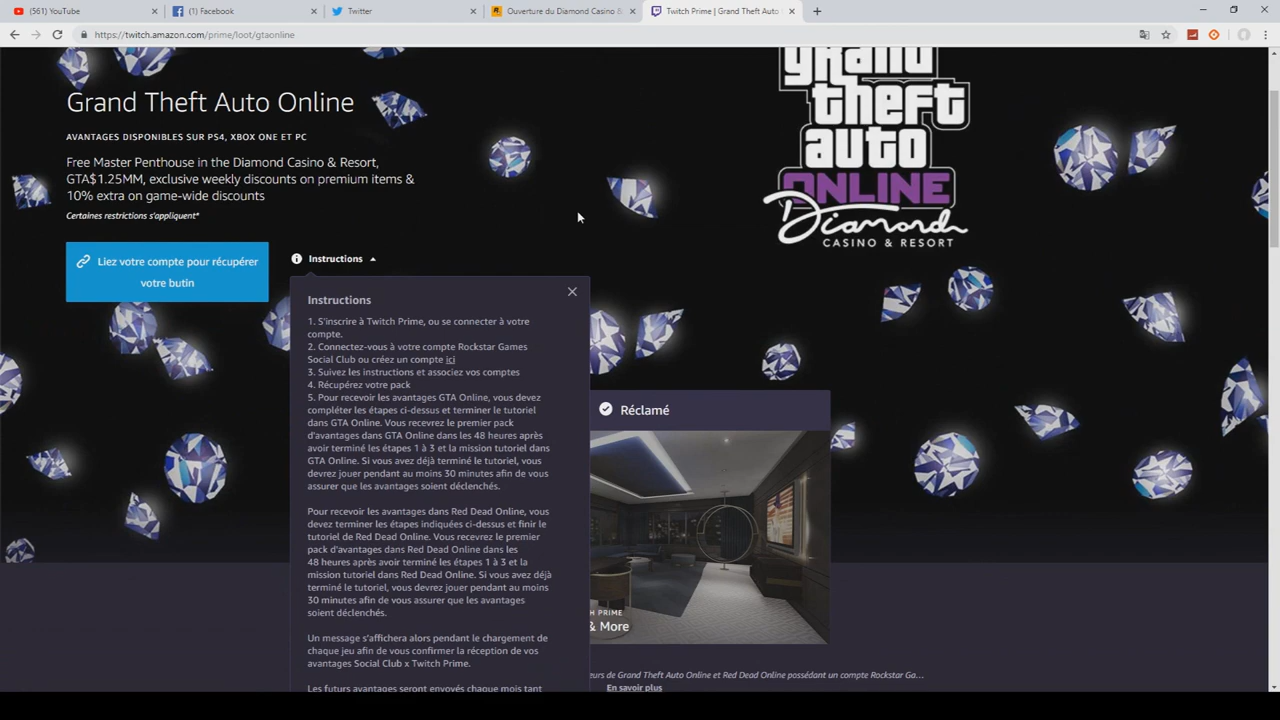 (561) YouTube
(1) Facebook
Twitter
Ouverture du Diamond Casino &
Twitch Prime | Grand Theft Auto
https://twitch.amazon.com/prime/loot/gtaonline
Grand Theft Auto Online
AVANTAGES DISPONIBLES SUR PS4, XBOX ONE ET PC
Free Master Penthouse in the Diamond Casino & Resort,
GTA$1.25MM, exclusive weekly discounts on premium items &
10% extra on game-wide discounts
Certaines restrictions s'appliquent*
grand
theft
auto
ONLINE
Diamond
CASINO & RESORT
Liez votre compte pour récupérer
votre butin
Instructions
Instructions
1. S'inscrire à Twitch Prime, ou se connecter à votre
compte.
2. Connectez-vous à votre compte Rockstar Games
Social Club ou créez un compte ici
3. Suivez les instructions et associez vos comptes
4. Récupérez votre pack
5. Pour recevoir les avantages GTA Online, vous devez
compléter les étapes ci-dessus et terminer le tutoriel
dans GTA Online. Vous recevrez le premier pack
d'avantages dans GTA Online dans les 48 heures après
avoir terminé les étapes 1 à 3 et la mission tutoriel dans
GTA Online. Si vous avez déjà terminé le tutoriel, vous
devrez jouer pendant au moins 30 minutes afin de vous
assurer que les avantages soient déclenchés.
Pour recevoir les avantages dans Red Dead Online, vous
devez terminer les étapes indiquées ci-dessus et finir le
tutoriel de Red Dead Online. Vous recevrez le premier
pack d'avantages dans Red Dead Online dans les
48 heures après avoir terminé les étapes 1 à 3 et la
mission tutoriel dans Red Dead Online. Si vous avez déjà
terminé le tutoriel, vous devrez jouer pendant au moins
30 minutes afin de vous assurer que les avantages
soient déclenchés.
Un message s'affichera alors pendant le chargement de
chaque jeu afin de vous confirmer la réception de vos
avantages Social Club x Twitch Prime.
Les futurs avantages seront envoyés chaque mois tant
Réclamé
H PRIME
& More
eurs de Grand Theft Auto Online et Red Dead Online possédant un compte Rockstar Ga...
En savoir plus